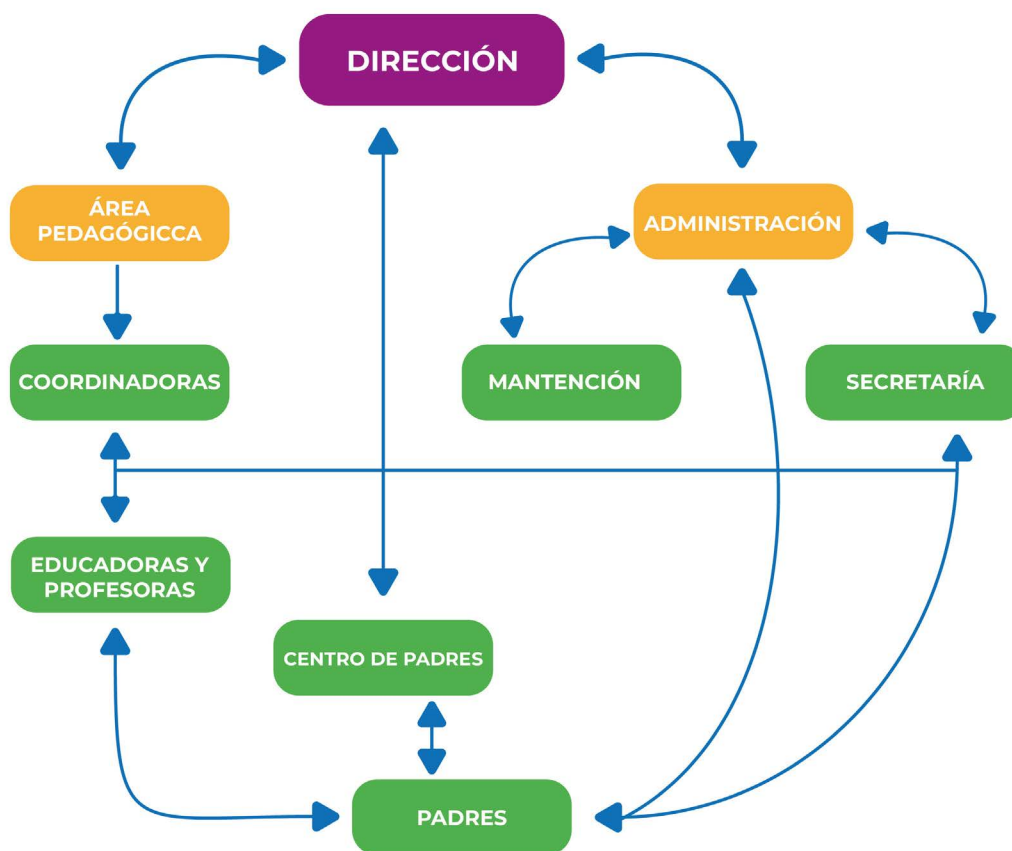 DIRECCIÓN
ÁREA
PEDAGÓGICCA
ADMINISTRACIÓN
COORDINADORAS
MANTENCIÓN
SECRETARÍA
EDUCADORAS Y
PROFESORAS
CENTRO DE PADRES
PADRES